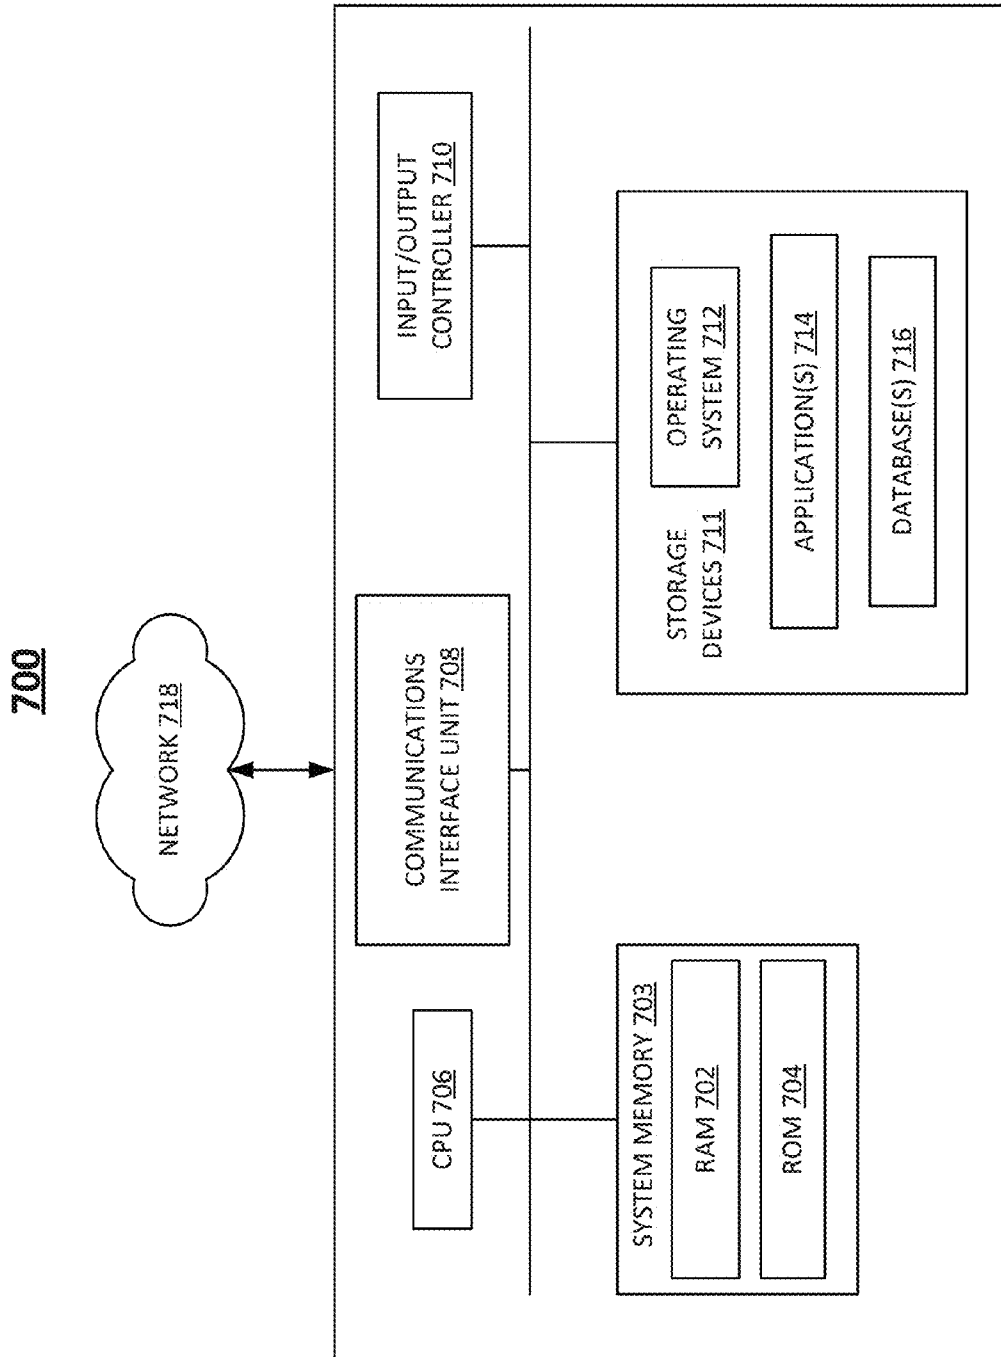 700
NETWORK 718
CPU 706
COMMUNICATIONS
INTERFACE UNIT 708
INPUT/OUTPUT
CONTROLLER 710
SYSTEM MEMORY 703
RAM 702
ROM 704
STORAGE
DEVICES 711
OPERATING
SYSTEM 712
APPLICATION(S) 714
DATABASE(S) 716